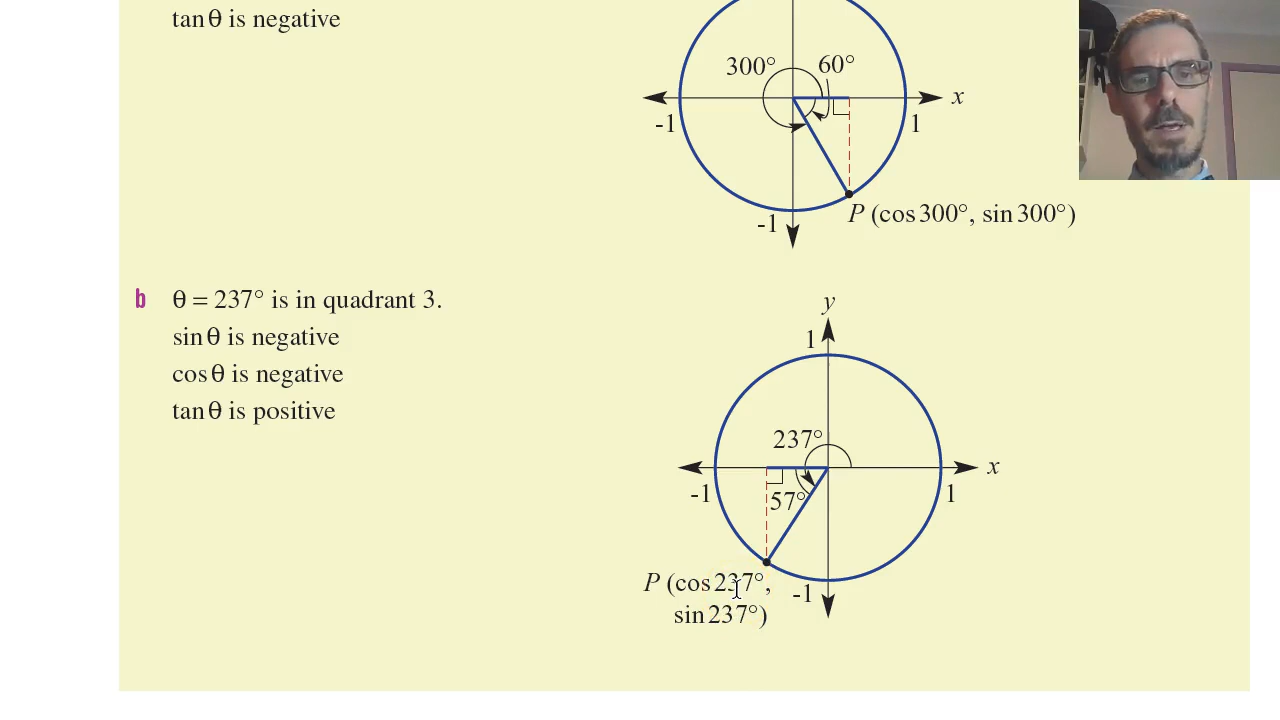 tan θ is negative
300°
60°
x
-1
1
-1
P (cos 300°, sin 300°)
b θ = 237° is in quadrant 3.
sin θ is negative
cos θ is negative
tan θ is positive
y
1
237°
x
-1
57°
1
P (cos 237°,
sin 237°)
-1